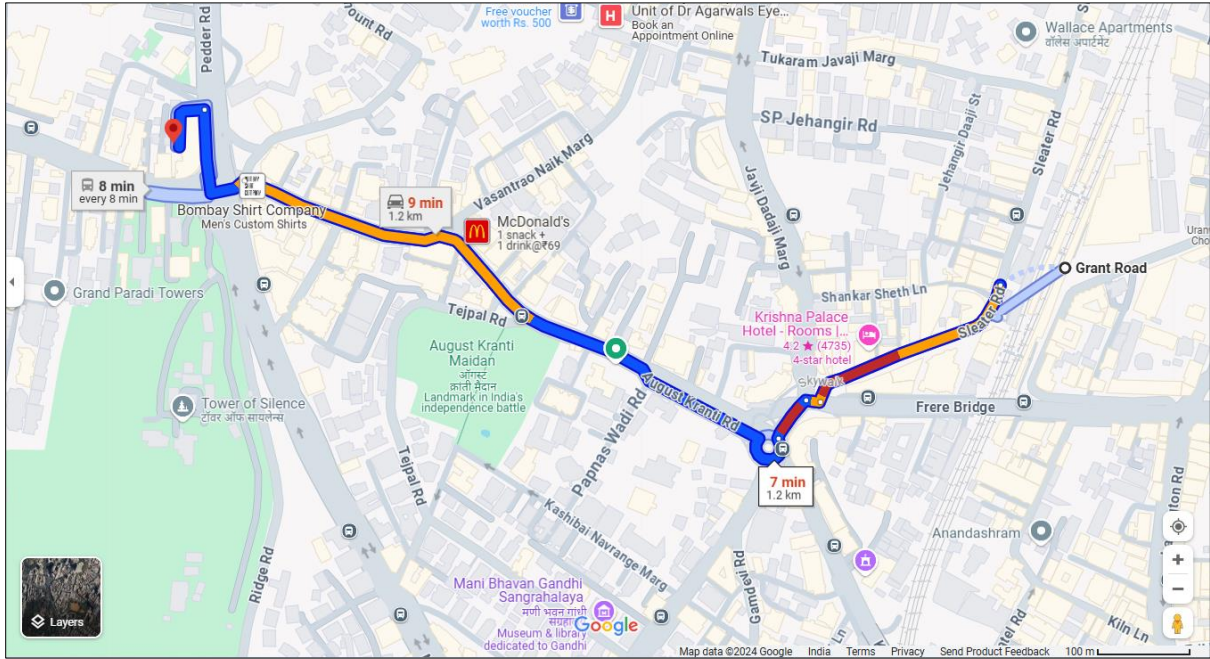 Free voucher
worth Rs. 500
H
Unit of Dr Agarwals Eye...
Book an
Appointment Online
Wallace Apartments
वॉलेस अपार्टमेंट
Pedder Rd
ount Rd
Tukaram Javaji Marg
SP Jehangir Rd
Jehangir Daaji St
Sleater Rd
Vasantrao Naik Marg
Javji Dadaji Marg
8 min
every 8 min
9 min
1.2 km
Bombay Shirt Company
Men's Custom Shirts
McDonald's
1 snack +
1 drink@₹69
Grant Road
Grand Paradi Towers
Tejpal Rd
Shankar Sheth Ln
Sleater Rd
Krishna Palace
Hotel - Rooms |...
4.2 ★ (4735)
4-star hotel
August Kranti
Maidan
ऑगस्ट
क्रांती मैदान
Landmark in India's
independence battle
Skywalk
August Kranti Rd
Frere Bridge
Tower of Silence
टॉवर ऑफ सायलेन्स
Papnas Wadi Rd
Tejpal Rd
7 min
1.2 km
Kashibai Navrange Marg
Gamdevi Rd
Anandashram
Ridge Rd
Mani Bhavan Gandhi
Sangrahalaya
मणी भवन गांधी
Museum & library
dedicated to Gandhi
Google
Layers
Kiln Ln
Map data ©2024 Google India Terms Privacy Send Product Feedback 100 m